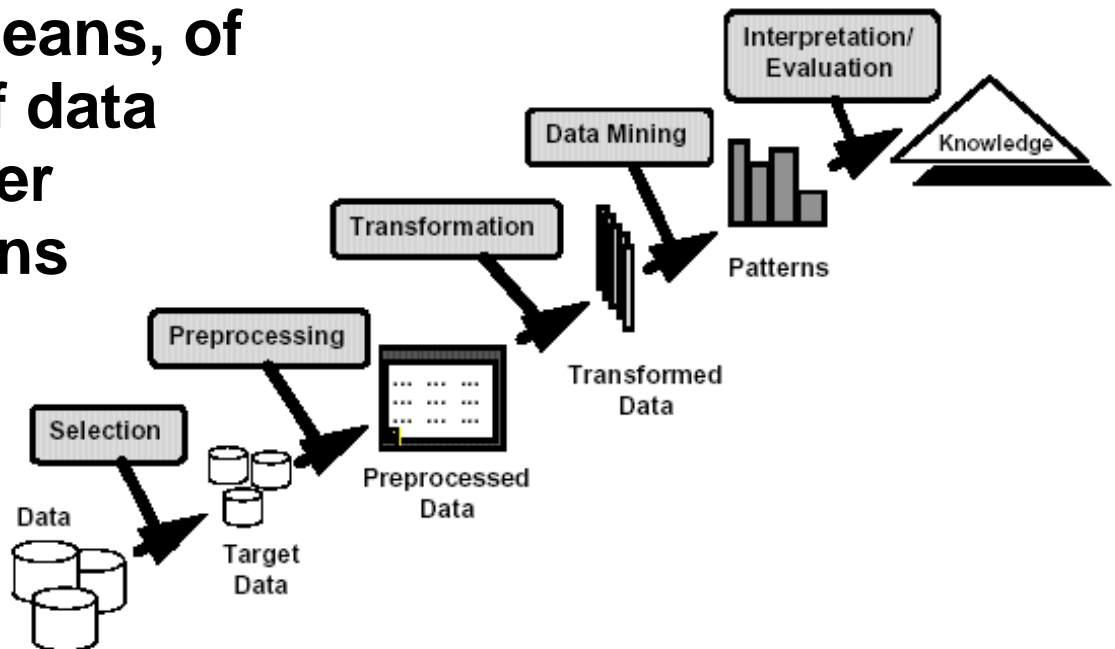 eans, of
f data
er
ns
Interpretation/
Evaluation
Knowledge
Data Mining
Patterns
Transformation
Transformed
Data
Preprocessing
... ... ...
... ... ...
... ... ...
Preprocessed
Data
Selection
Target
Data
Data